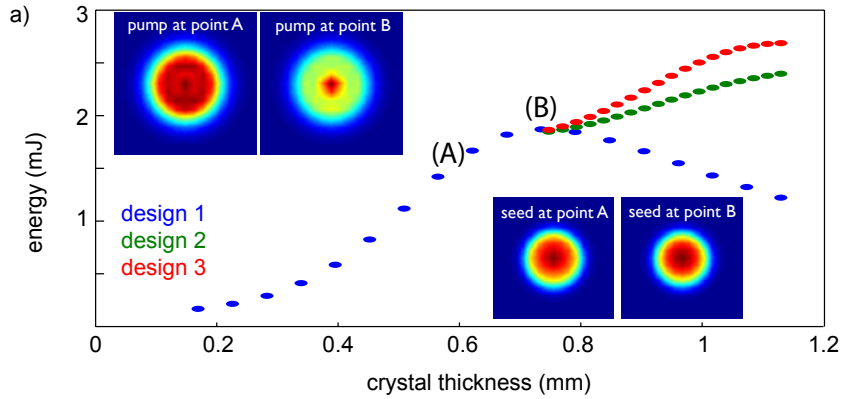 a)
3
2
1
0
energy (mJ)
pump at point A
pump at point B
(A)
(B)
design 1
design 2
design 3
seed at point A
seed at point B
0
0.2
0.4
0.6
0.8
1
1.2
crystal thickness (mm)